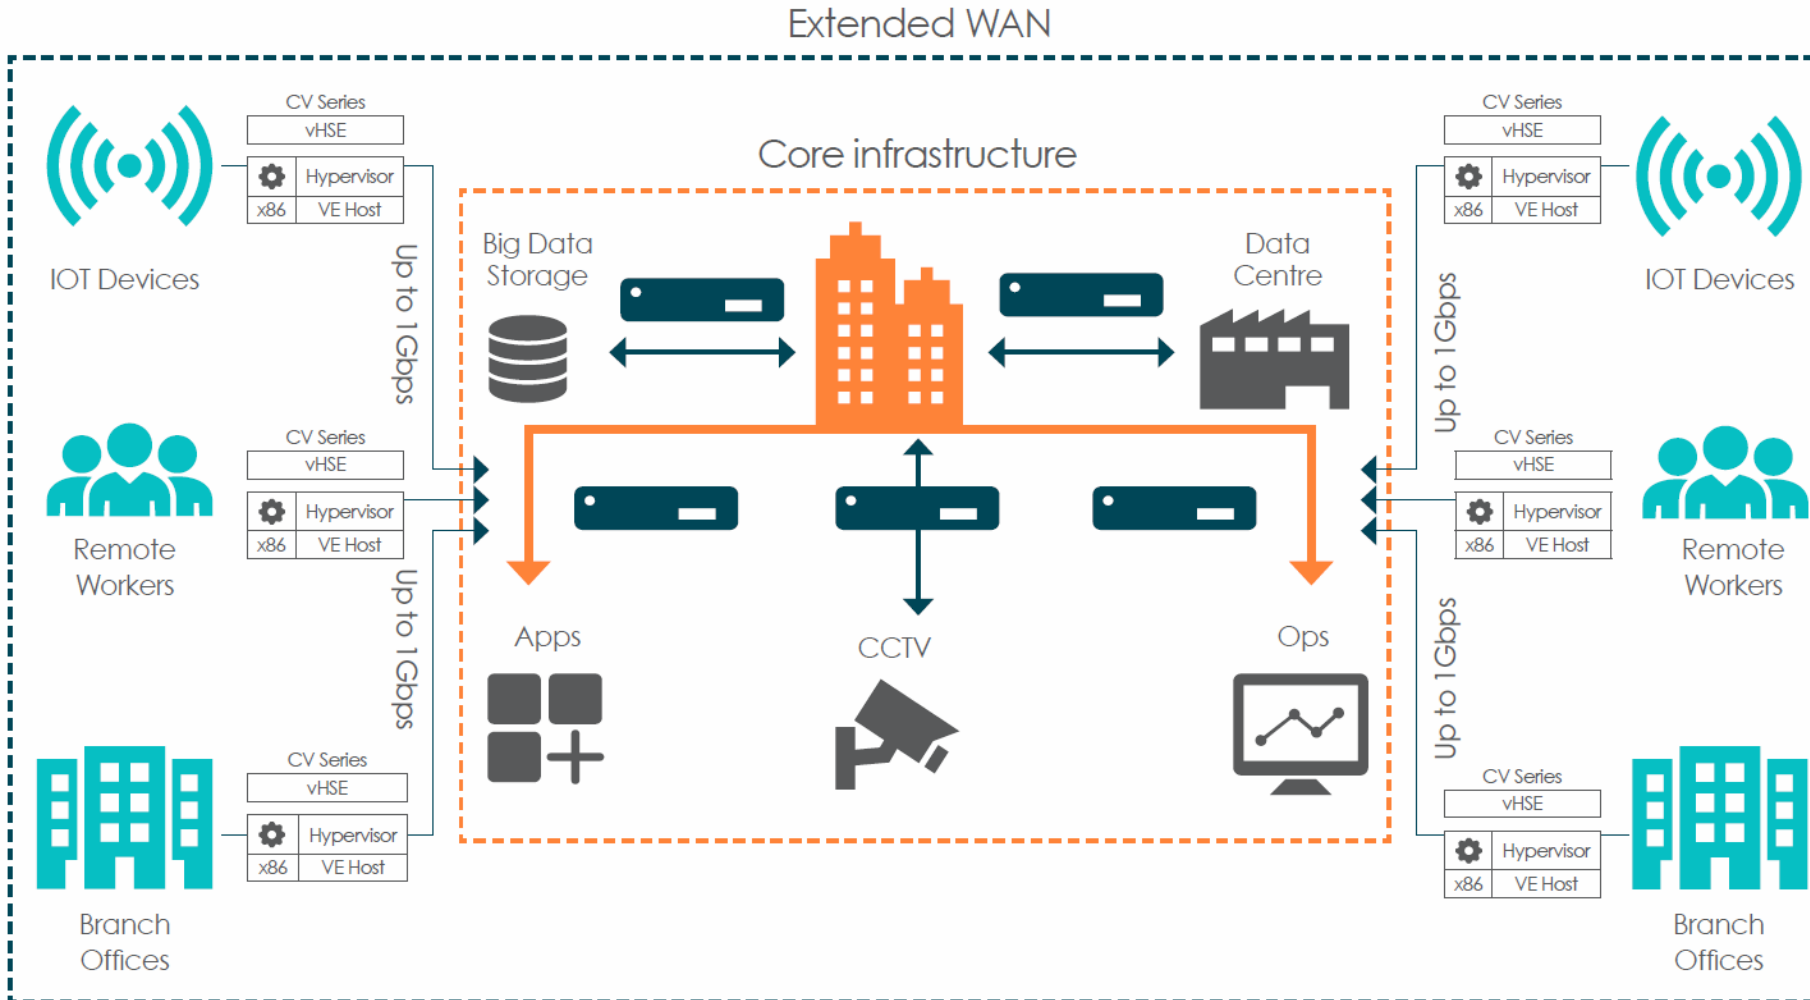 Extended WAN
CV Series
vHSE
Hypervisor
x86
VE Host
IOT Devices
Up to 1Gbps
CV Series
vHSE
Hypervisor
x86
VE Host
Remote
Workers
Up to 1Gbps
CV Series
vHSE
Hypervisor
x86
VE Host
Branch
Offices
Core infrastructure
Big Data
Storage
Data
Centre
Apps
CCTV
Ops
CV Series
vHSE
Hypervisor
x86
VE Host
IOT Devices
Up to 1Gbps
CV Series
vHSE
Hypervisor
x86
VE Host
Remote
Workers
Up to 1Gbps
CV Series
vHSE
Hypervisor
x86
VE Host
Branch
Offices